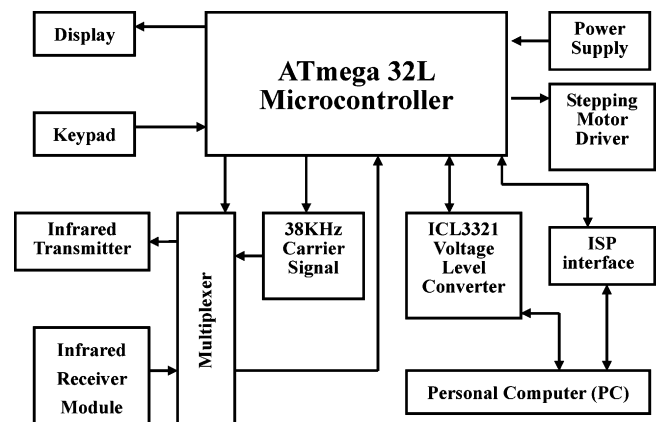 Display
ATmega 32L
Microcontroller
Power
Supply
Keypad
Stepping
Motor
Driver
Infrared
Transmitter
Multiplexer
38KHz
Carrier
Signal
ICL3321
Voltage
Level
Converter
ISP
interface
Infrared
Receiver
Module
Personal Computer (PC)